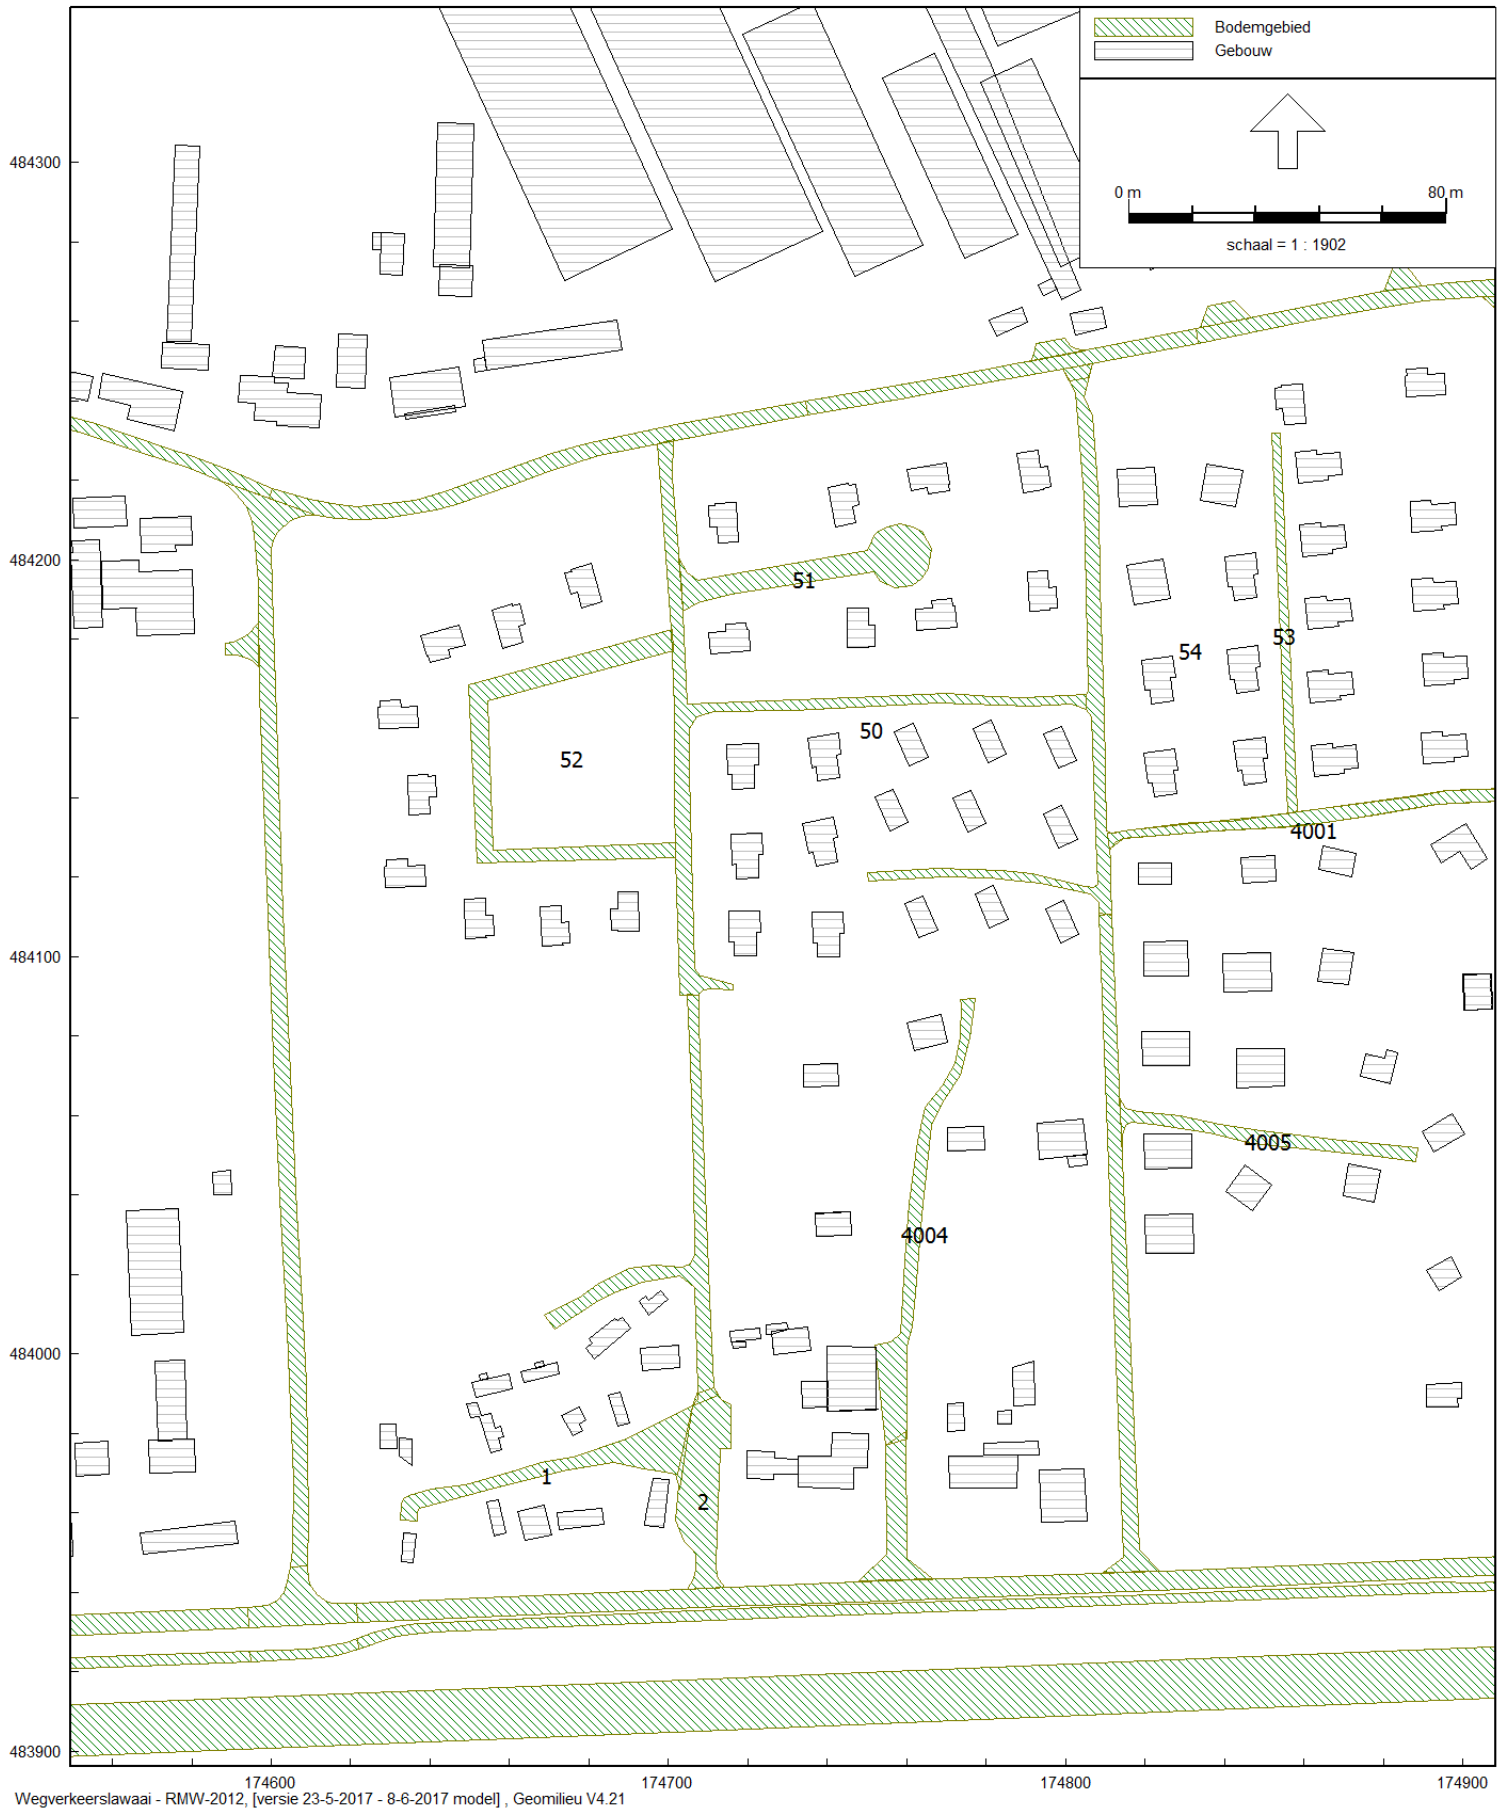 Bodemgebied
Gebouw
0 m 80 m
schaal = 1 : 1902
484300
484200
51
53
54
50
52
4001
484100
4005
4004
484000
1
2
483900
174600 174700 174800 174900
Wegverkeerslawaai - RMW-2012, [versie 23-5-2017 - 8-6-2017 model] , Geomilieu V4.21